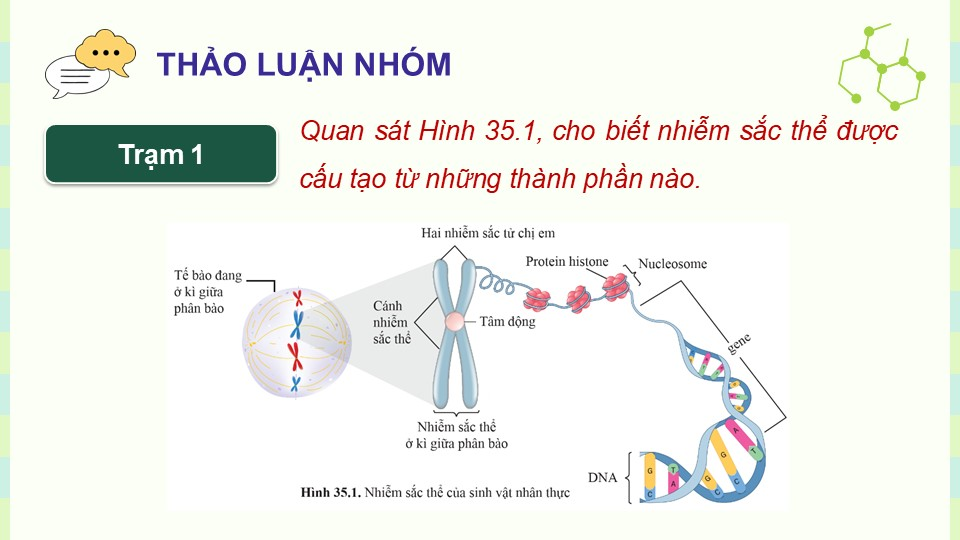 THẢO LUẬN NHÓM
Trạm 1
Quan sát Hình 35.1, cho biết nhiễm sắc thể được
cấu tạo từ những thành phần nào.
Hai nhiễm sắc tử chị em
Protein histone
Nucleosome
Tế bào đang
ở kì giữa
phân bào
Cánh
nhiễm
sắc thể
Tâm động
gene
Nhiễm sắc thể
ở kì giữa phân bào
DNA
A
T
G
C
T
A
G
C
G
C
Hình 35.1. Nhiễm sắc thể của sinh vật nhân thực